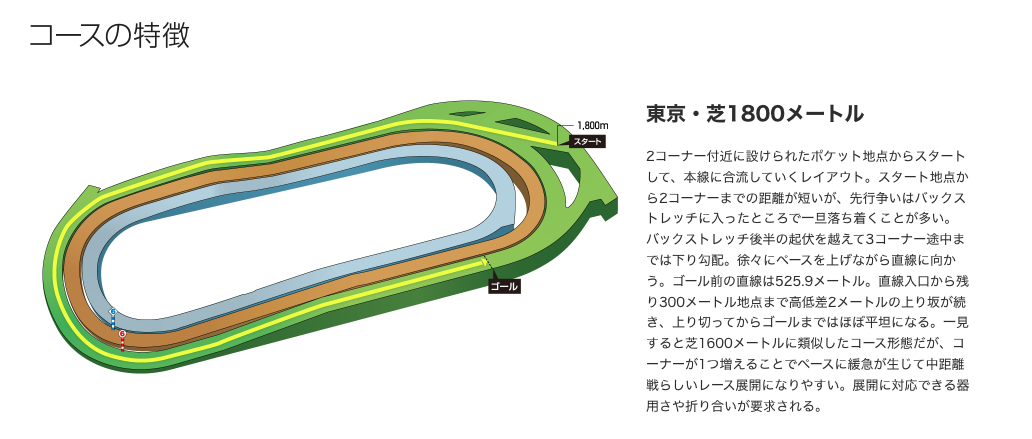 コースの特徴
1,800m
スタート
ゴール
6
6
東京・芝1800メートル
2コーナー付近に設けられたポケット地点からスタート
して、本線に合流していくレイアウト。スタート地点か
ら2コーナーまでの距離が短いが、先行争いはバックス
トレッチに入ったところで一旦落ち着くことが多い。
バックストレッチ後半の起伏を越えて3コーナー途中ま
では下り勾配。徐々にペースを上げながら直線に向か
う。ゴール前の直線は525.9メートル。直線入口から残
り300メートル地点まで高低差2メートルの上り坂が続
き、上り切ってからゴールまではほぼ平坦になる。一見
すると芝1600メートルに類似したコース形態だが、コ
ーナーが1つ増えることでペースに緩急が生じて中距離
戦らしいレース展開になりやすい。展開に対応できる器
用さや折り合いが要求される。